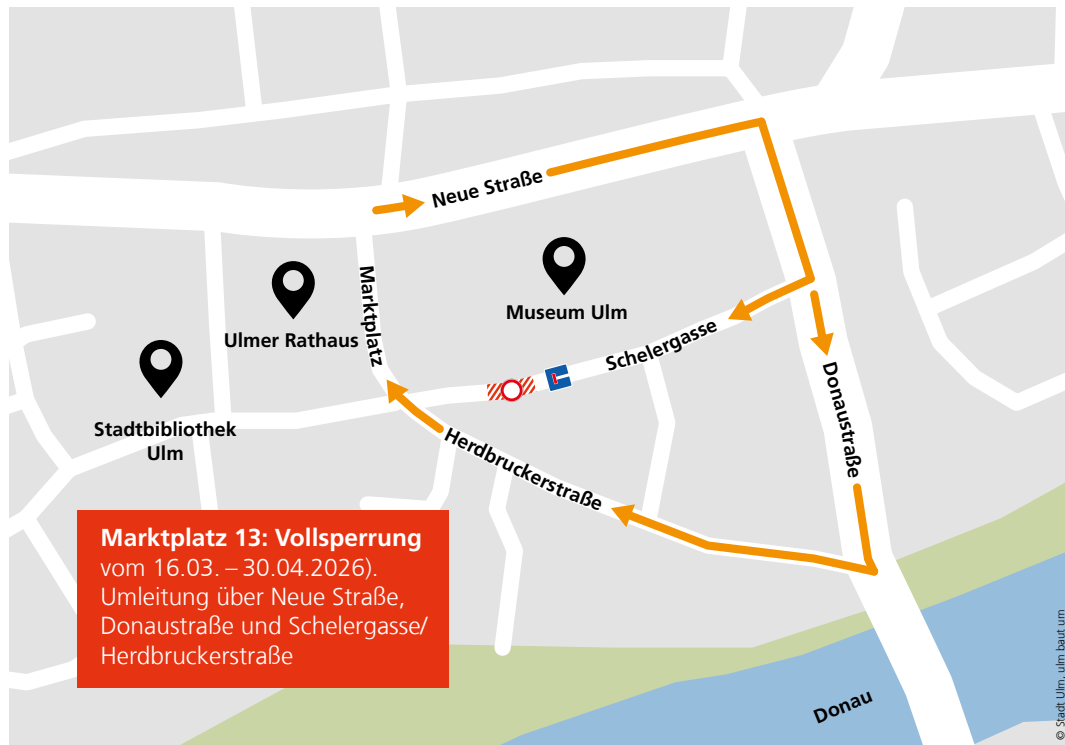 Neue Straße
Marktplatz
Ulmer Rathaus
Museum Ulm
Schelergasse
Stadtbibliothek
Ulm
Herdbruckerstraße
Donaustraße
Marktplatz 13: Vollsperrung
vom 16.03. – 30.04.2026).
Umleitung über Neue Straße,
Donaustraße und Schelergasse/
Herdbruckerstraße
Donau
© Stadt Ulm, ulm baut um